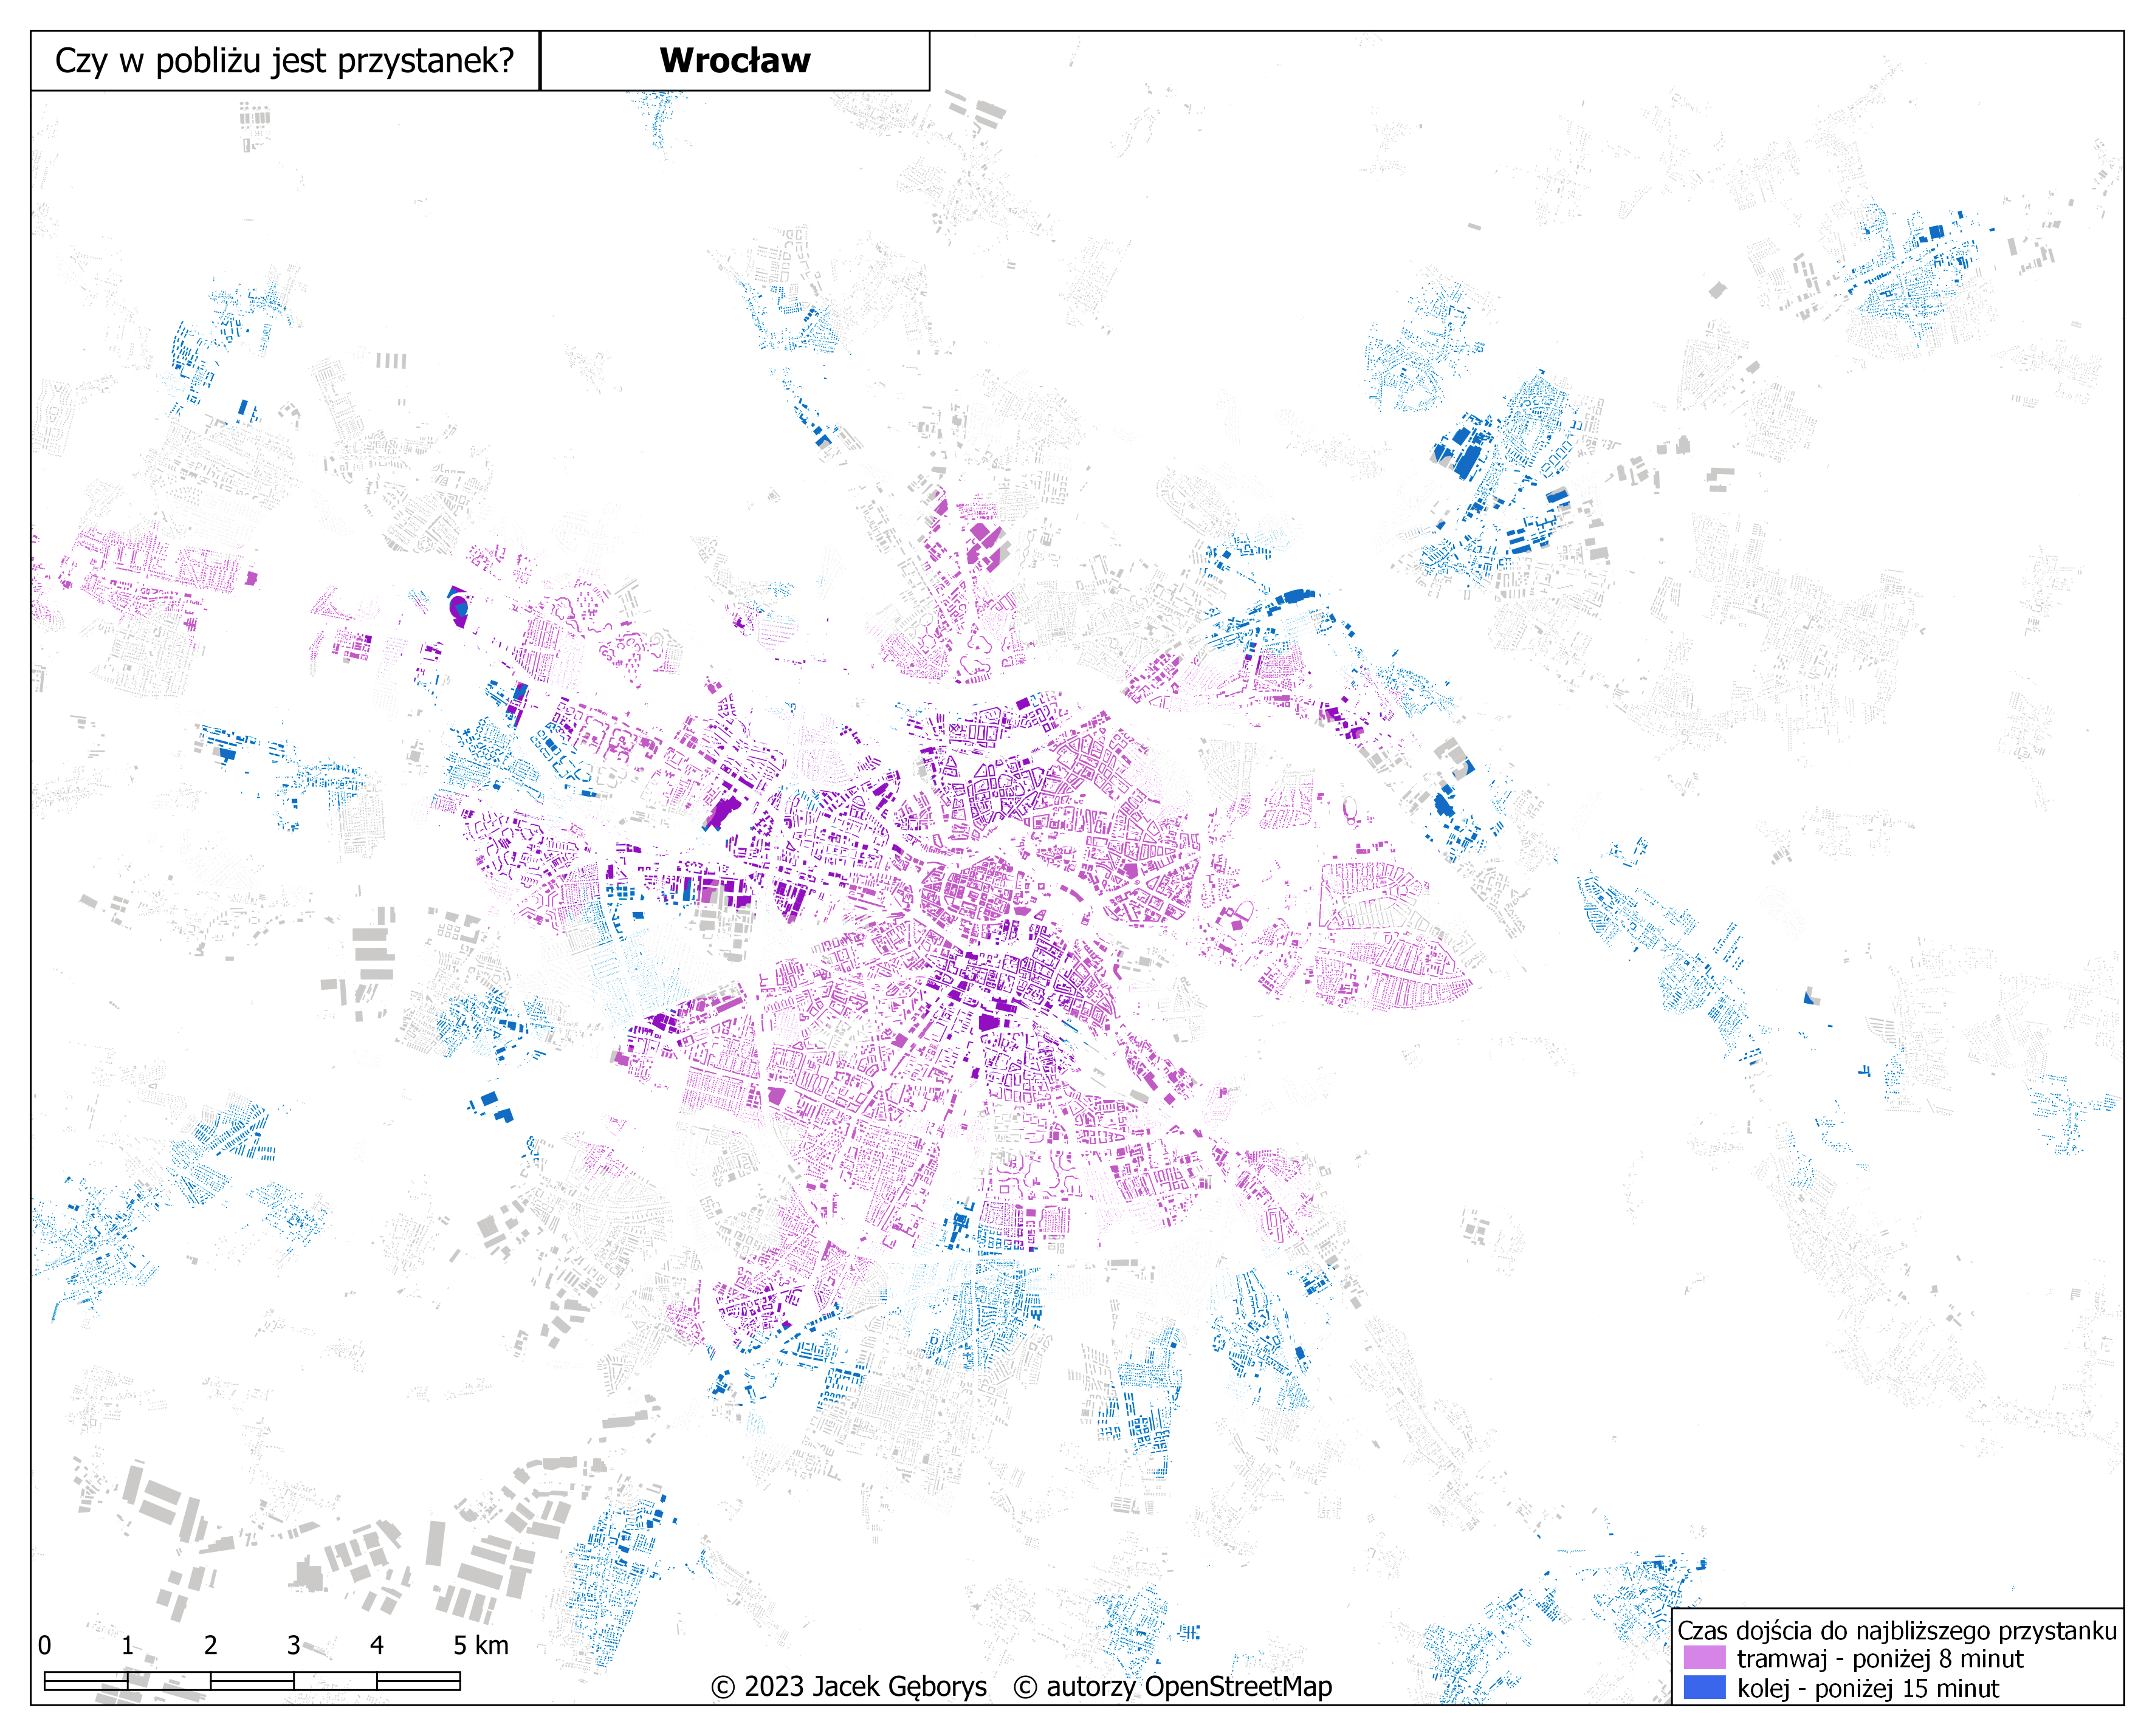 Czy w pobliżu jest przystanek?
Wrocław
0 1 2 3 4 5 km
© 2023 Jacek Gęborys © autorzy OpenStreetMap
Czas dojścia do najbliższego przystanku
tramwaj - poniżej 8 minut
kolej - poniżej 15 minut